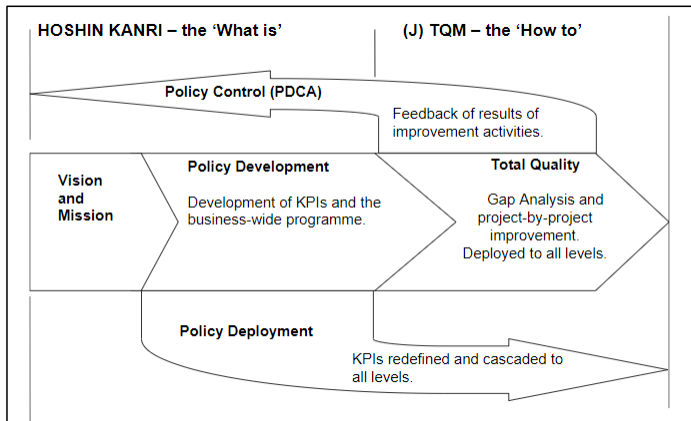 HOSHIN KANRI – the ‘What is’
(J) TQM – the ‘How to’
Policy Control (PDCA)
Feedback of results of
improvement activities.
Vision
and
Mission
Policy Development
Development of KPIs and the
business-wide programme.
Total Quality
Gap Analysis and
project-by-project
improvement.
Deployed to all levels.
Policy Deployment
KPIs redefined and cascaded to
all levels.